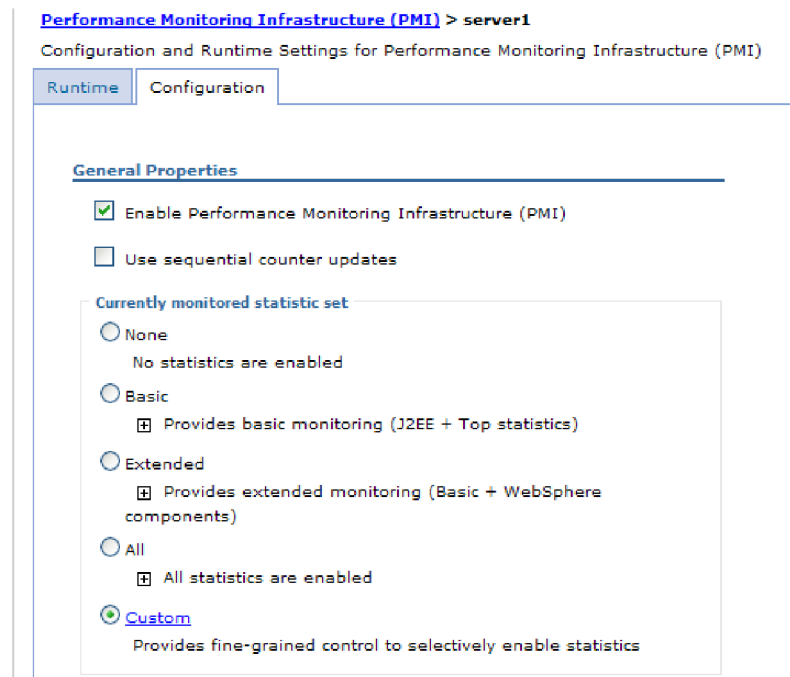 Performance Monitoring Infrastructure (PMI) > server1
Configuration and Runtime Settings for Performance Monitoring Infrastructure (PMI)
Runtime
Configuration
General Properties
Enable Performance Monitoring Infrastructure (PMI)
Use sequential counter updates
Currently monitored statistic set
None
No statistics are enabled
Basic
Provides basic monitoring (J2EE + Top statistics)
Extended
Provides extended monitoring (Basic + WebSphere
components)
All
All statistics are enabled
Custom
Provides fine-grained control to selectively enable statistics